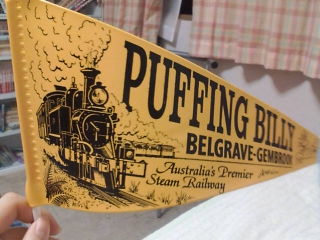 PUFFING BILLY
BELGRAVE-GEMBROOK
Australia's Premier
Steam Railway